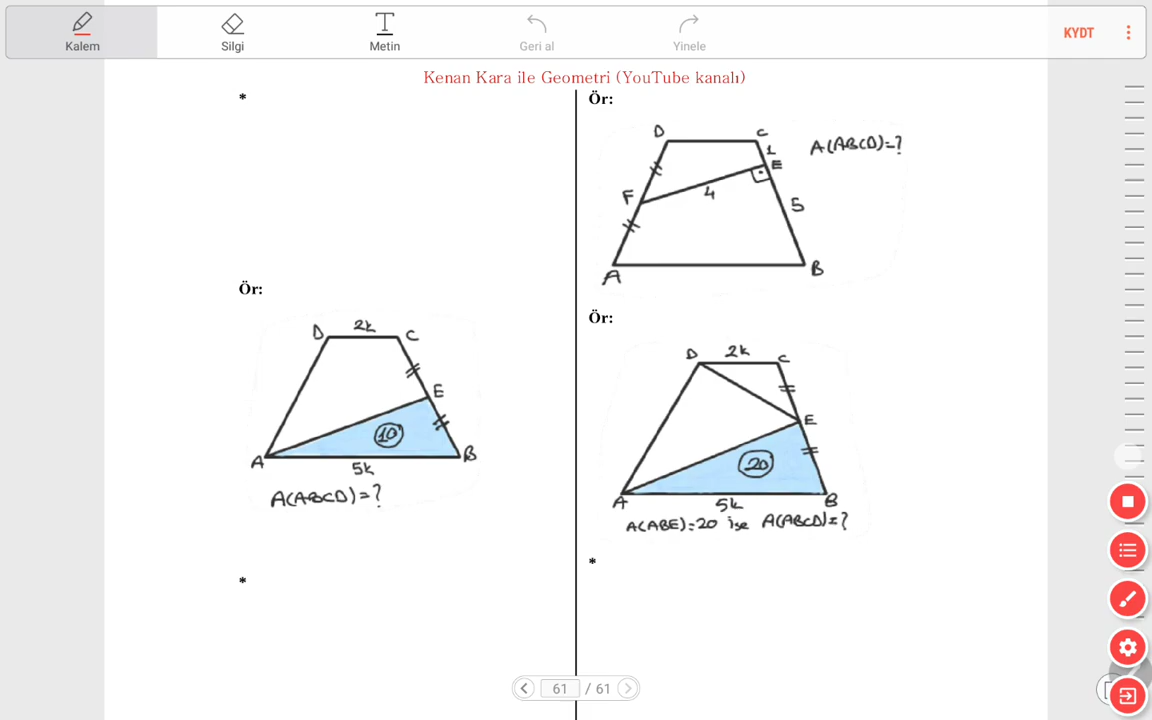 Kalem
Silgi
Metin
Geri al
Yinele
KYDT
Kenan Kara ile Geometri (YouTube kanalı)
*
Ör:
D 2k C
E
10
A 5k B
A(ABCD)=?
*
Ör:
D C
1
E
A(ABCD)=?
F 4 5
A B
Ör:
D 2k C
E
20
A 5k B
A(ABE)=20 ise A(ABCD)=?
*
61 / 61